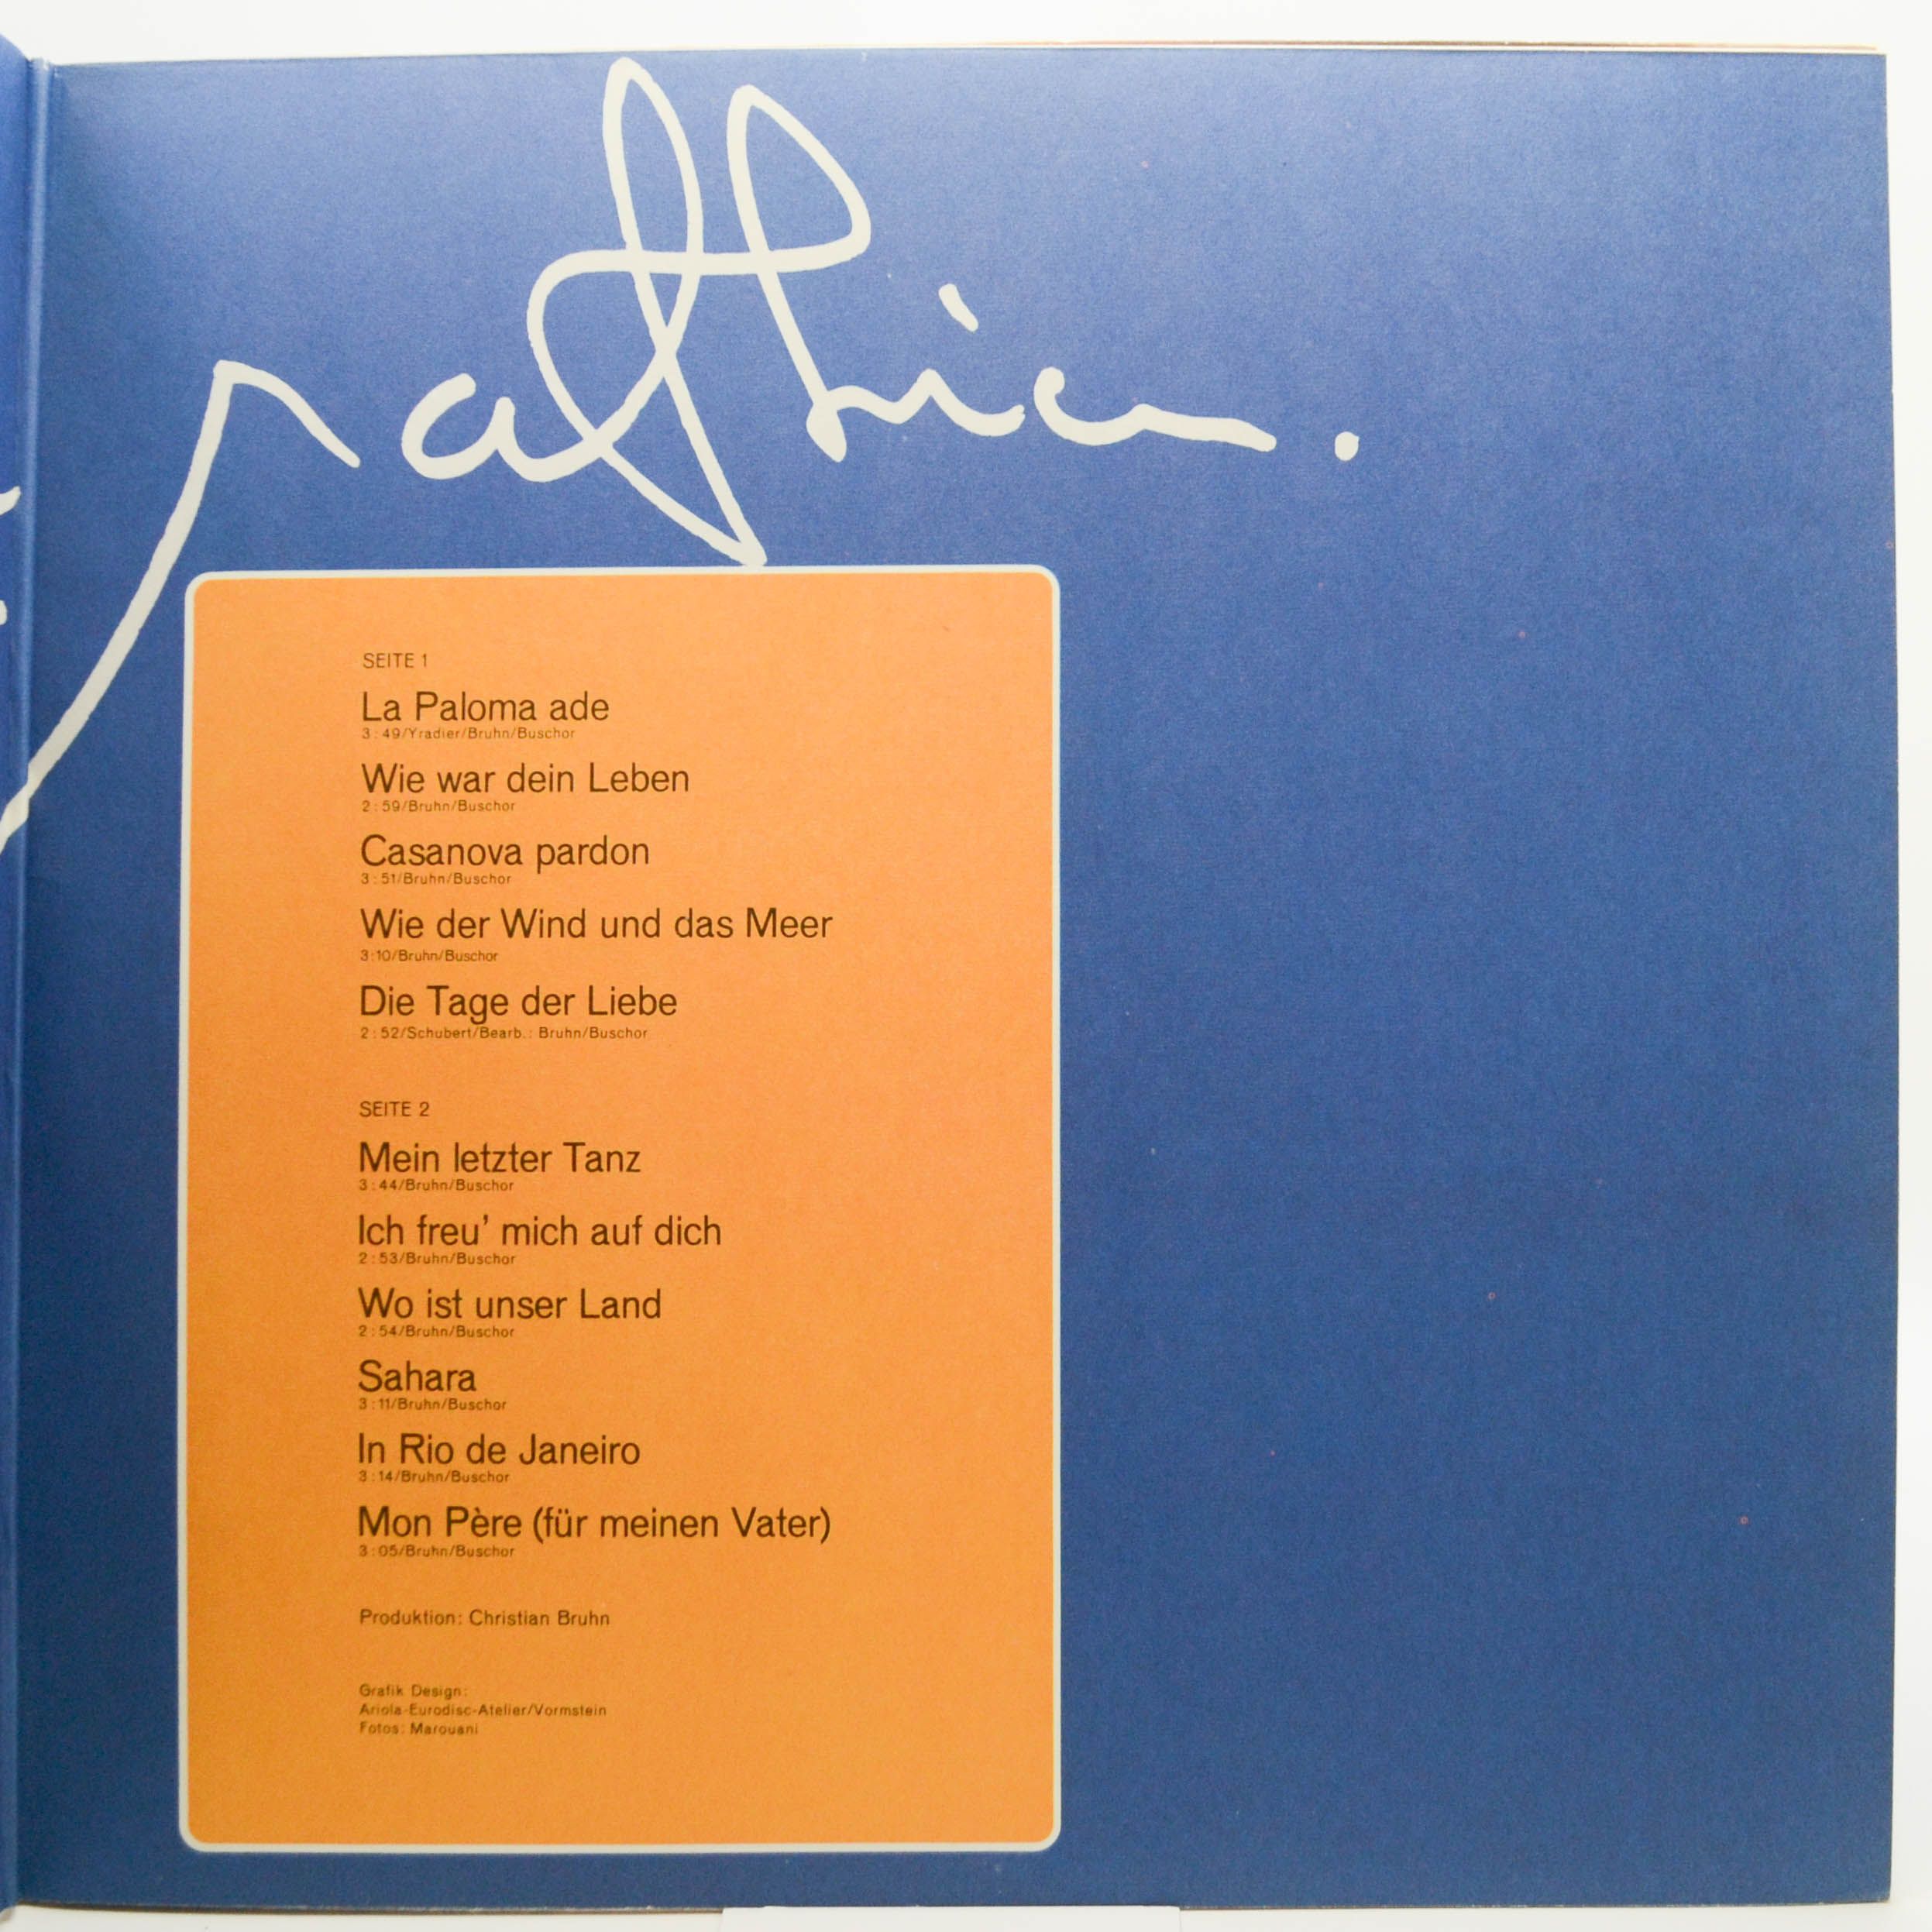 Mathieu.
SEITE 1
La Paloma ade
3:49/Yradier/Bruhn/Buschor
Wie war dein Leben
2:59/Bruhn/Buschor
Casanova pardon
3:51/Bruhn/Buschor
Wie der Wind und das Meer
3:10/Bruhn/Buschor
Die Tage der Liebe
2:52/Schubert/Bearb.: Bruhn/Buschor
SEITE 2
Mein letzter Tanz
3:44/Bruhn/Buschor
Ich freu' mich auf dich
2:53/Bruhn/Buschor
Wo ist unser Land
2:54/Bruhn/Buschor
Sahara
3:11/Bruhn/Buschor
In Rio de Janeiro
3:14/Bruhn/Buschor
Mon Père (für meinen Vater)
3:05/Bruhn/Buschor
Produktion: Christian Bruhn
Grafik Design:
Ariola-Eurodisc-Atelier/Vormstein
Fotos: Marouani